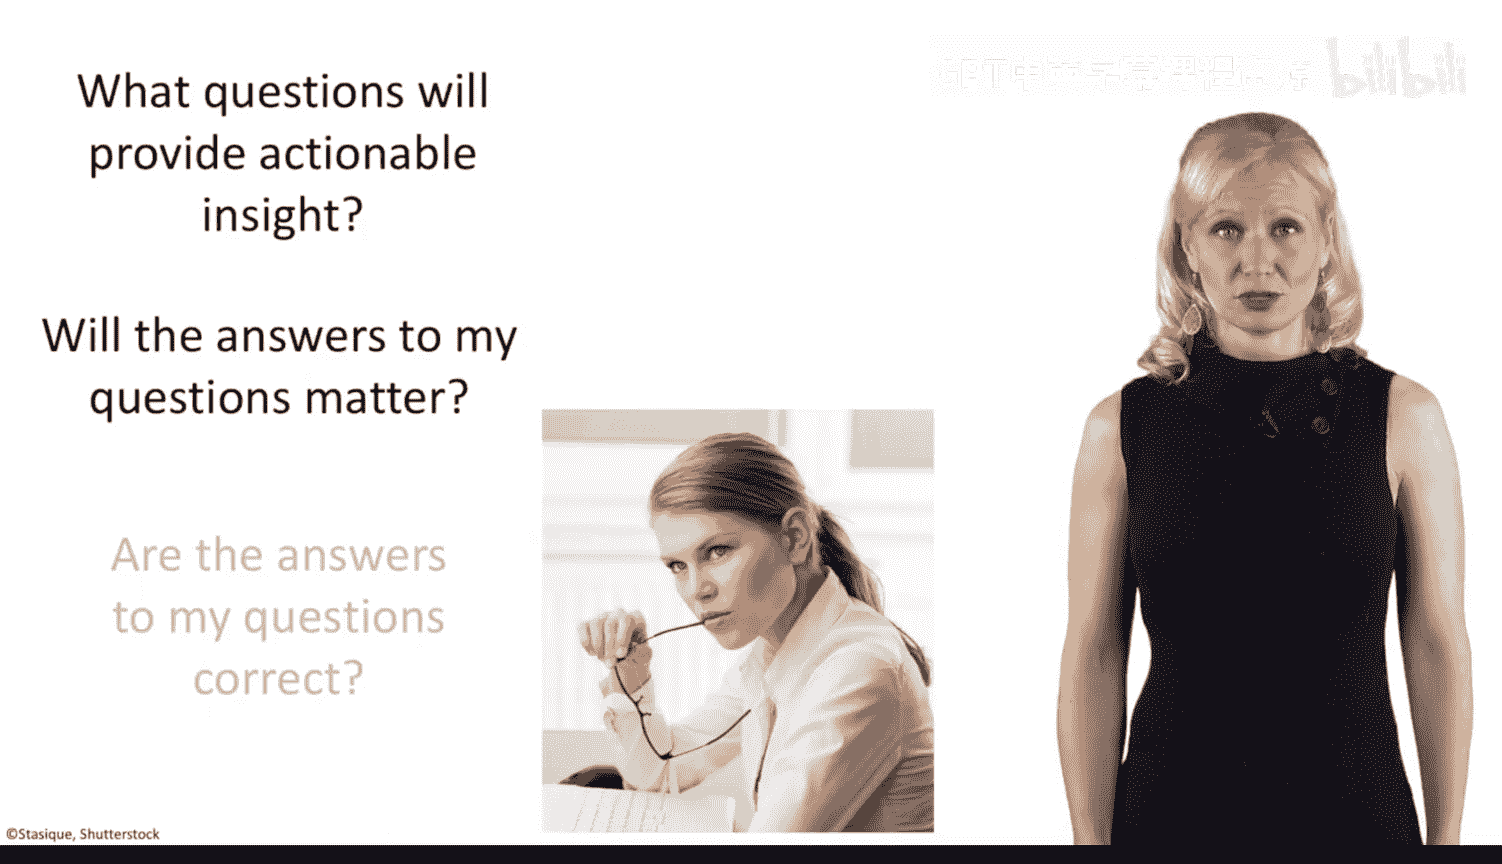 What questions will
provide actionable
insight?
Will the answers to my
questions matter?
Are the answers
to my questions
correct?
©Stasique, Shutterstock
bilibili